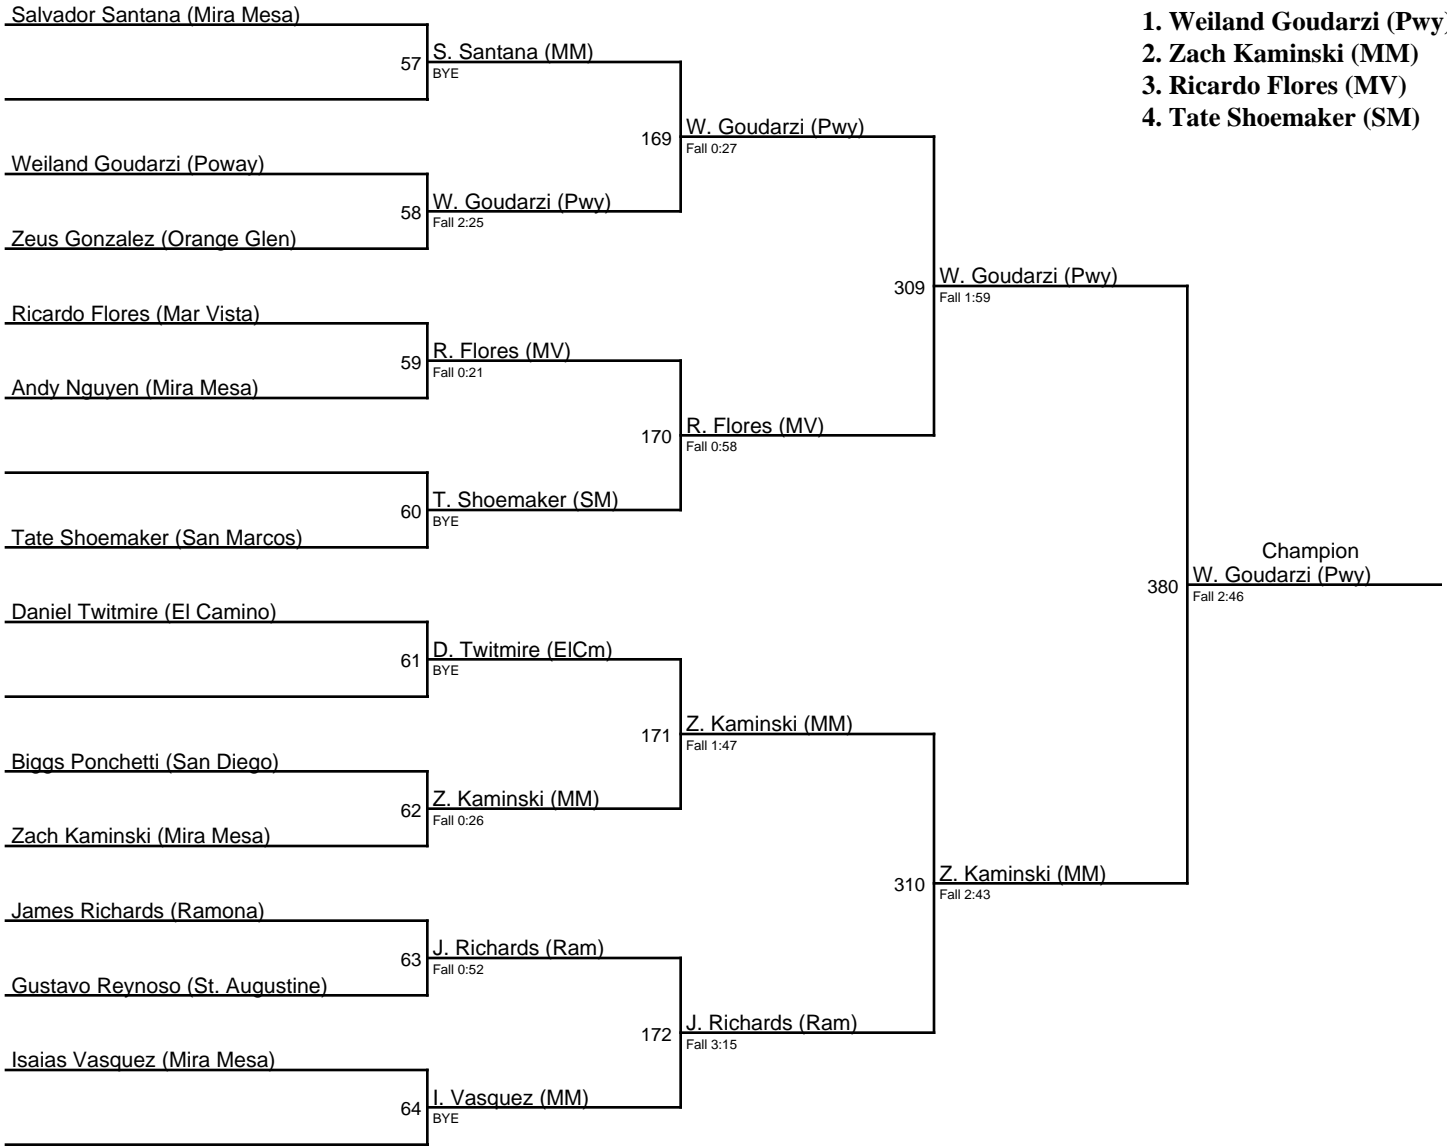 Salvador Santana (Mira Mesa)
57
S. Santana (MM)
BYE
Weiland Goudarzi (Poway)
58
W. Goudarzi (Pwy)
Fall 2:25
Zeus Gonzalez (Orange Glen)
169
W. Goudarzi (Pwy)
Fall 0:27
Ricardo Flores (Mar Vista)
59
R. Flores (MV)
Fall 0:21
Andy Nguyen (Mira Mesa)
170
R. Flores (MV)
Fall 0:58
60
T. Shoemaker (SM)
BYE
Tate Shoemaker (San Marcos)
309
W. Goudarzi (Pwy)
Fall 1:59
Daniel Twitmire (El Camino)
61
D. Twitmire (ElCm)
BYE
171
Z. Kaminski (MM)
Fall 1:47
Biggs Ponchetti (San Diego)
62
Z. Kaminski (MM)
Fall 0:26
Zach Kaminski (Mira Mesa)
310
Z. Kaminski (MM)
Fall 2:43
James Richards (Ramona)
63
J. Richards (Ram)
Fall 0:52
Gustavo Reynoso (St. Augustine)
172
J. Richards (Ram)
Fall 3:15
Isaias Vasquez (Mira Mesa)
64
I. Vasquez (MM)
BYE
380
Champion
W. Goudarzi (Pwy)
Fall 2:46
1. Weiland Goudarzi (Pwy)
2. Zach Kaminski (MM)
3. Ricardo Flores (MV)
4. Tate Shoemaker (SM)